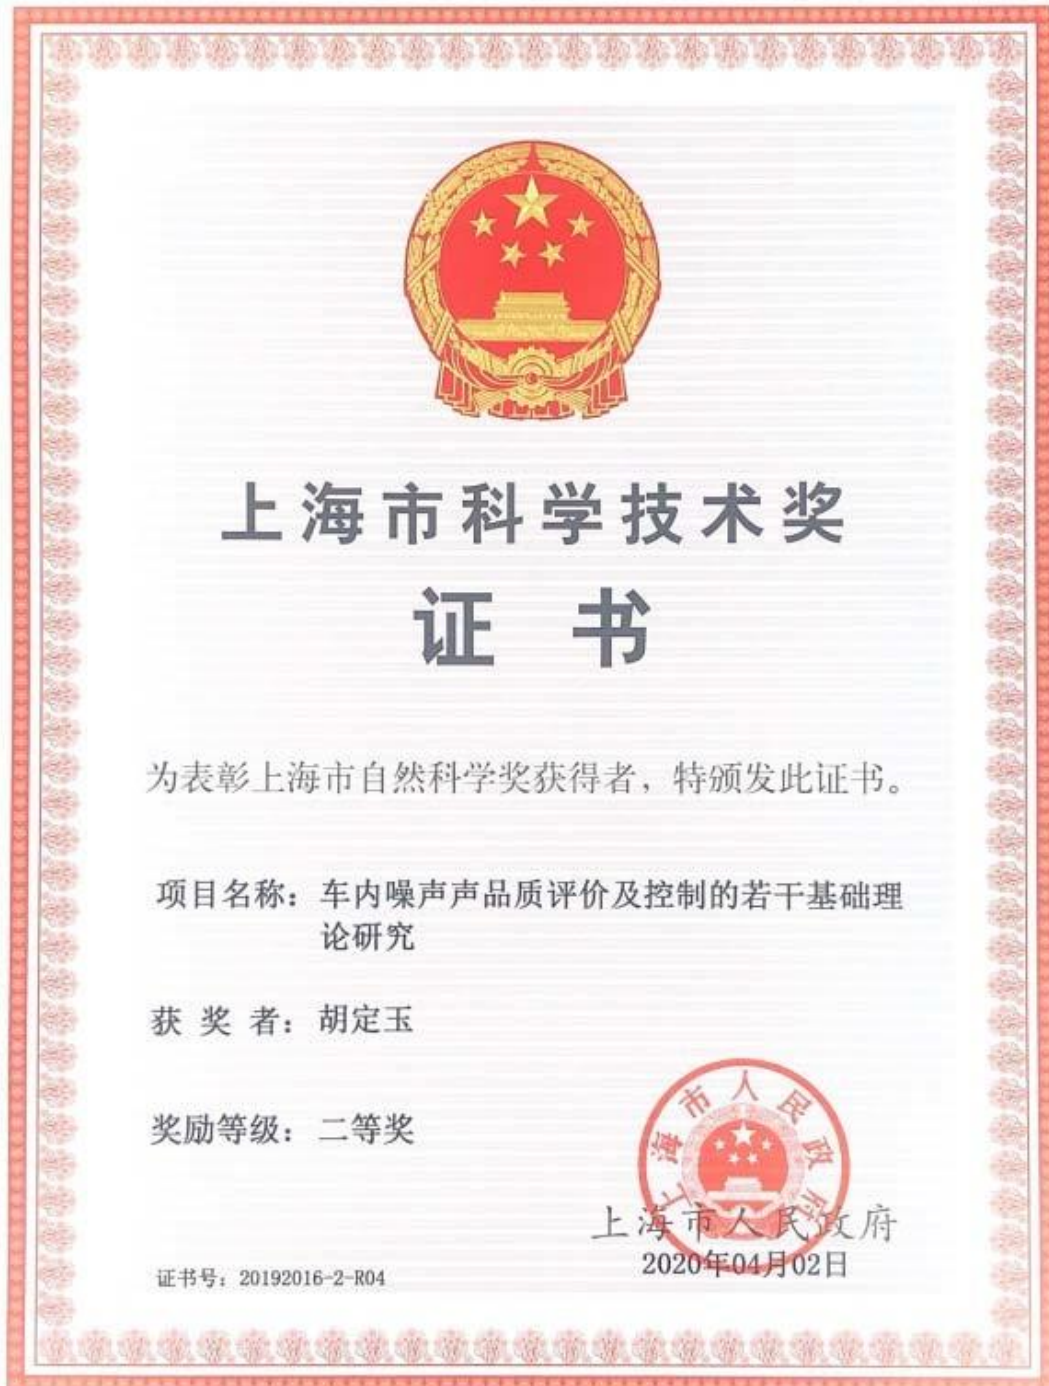 上海市科学技术奖
证书
为表彰上海市自然科学奖获得者，特颁发此证书。
项目名称：车内噪声声品质评价及控制的若干基础理
论研究
获奖者：胡定玉
奖励等级：二等奖
上海市人民政府
上海市人民政府
2020年04月02日
证书号：20192016-2-R04